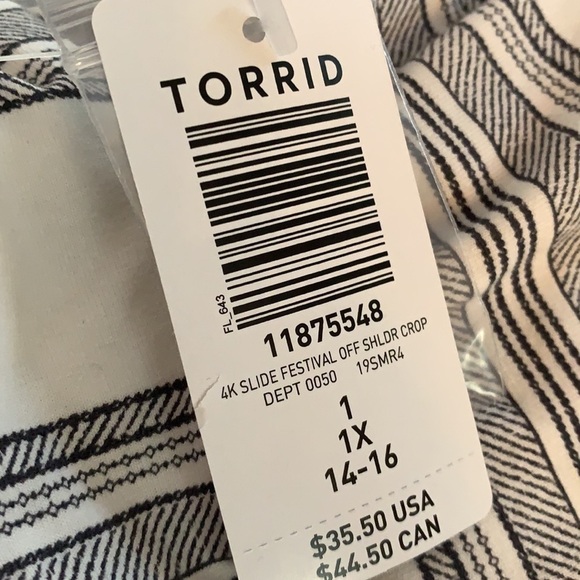 TORRID
FL_643
11875548
4K SLIDE FESTIVAL OFF SHLDR CROP
DEPT 0050 19SMR4
1
1X
14-16
$35.50 USA
$44.50 CAN